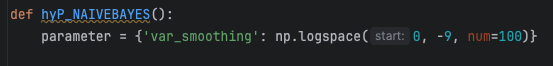 def hyP_NAIVEBAYES():
    parameter = {'var_smoothing': np.logspace( start: 0, -9, num=100)}